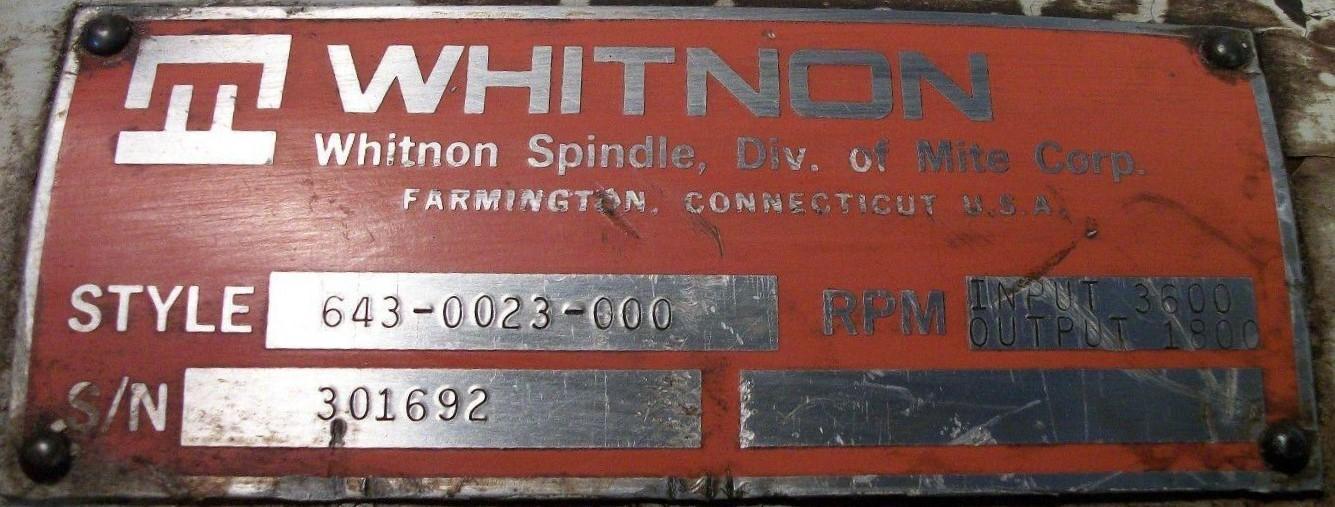 WHITNON
Whitnon Spindle, Div. of Mite Corp.
FARMINGTON, CONNECTICUT U.S.A.
STYLE 643-0023-000
RPM INPUT 3600
OUTPUT 1800
S/N 301692